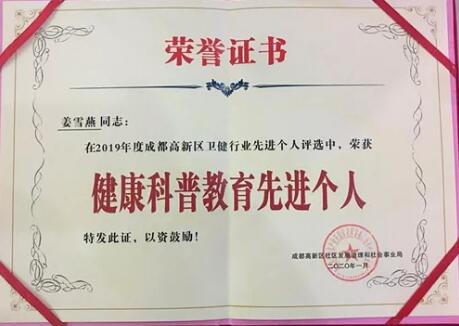 荣誉证书
姜雪燕同志：
在2019年度成都高新区卫健行业先进个人评选中，荣获
健康科普教育先进个人
特发此证，以资鼓励！
成都高新区社区发展治理和社会事业局
二〇二〇年一月